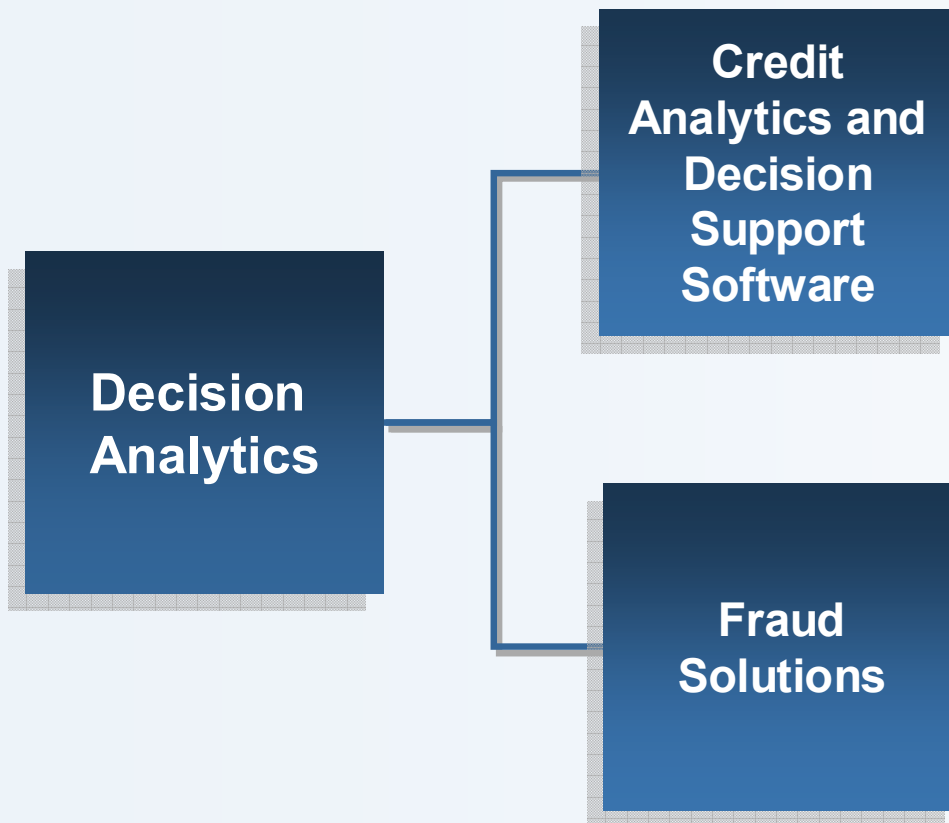 Decision
Analytics
Credit
Analytics and
Decision
Support
Software
Fraud
Solutions